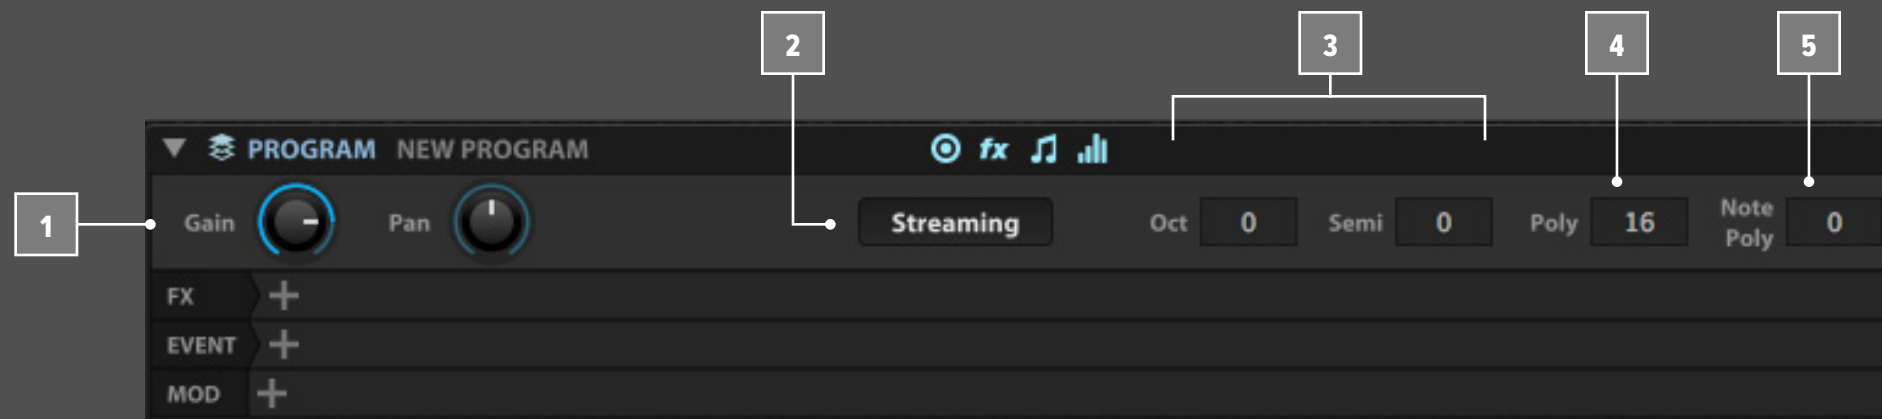 2 3 4 5
PROGRAM NEW PROGRAM fx
1 Gain Pan Streaming Oct 0 Semi 0 Poly 16 Note Poly 0
FX +
EVENT +
MOD +